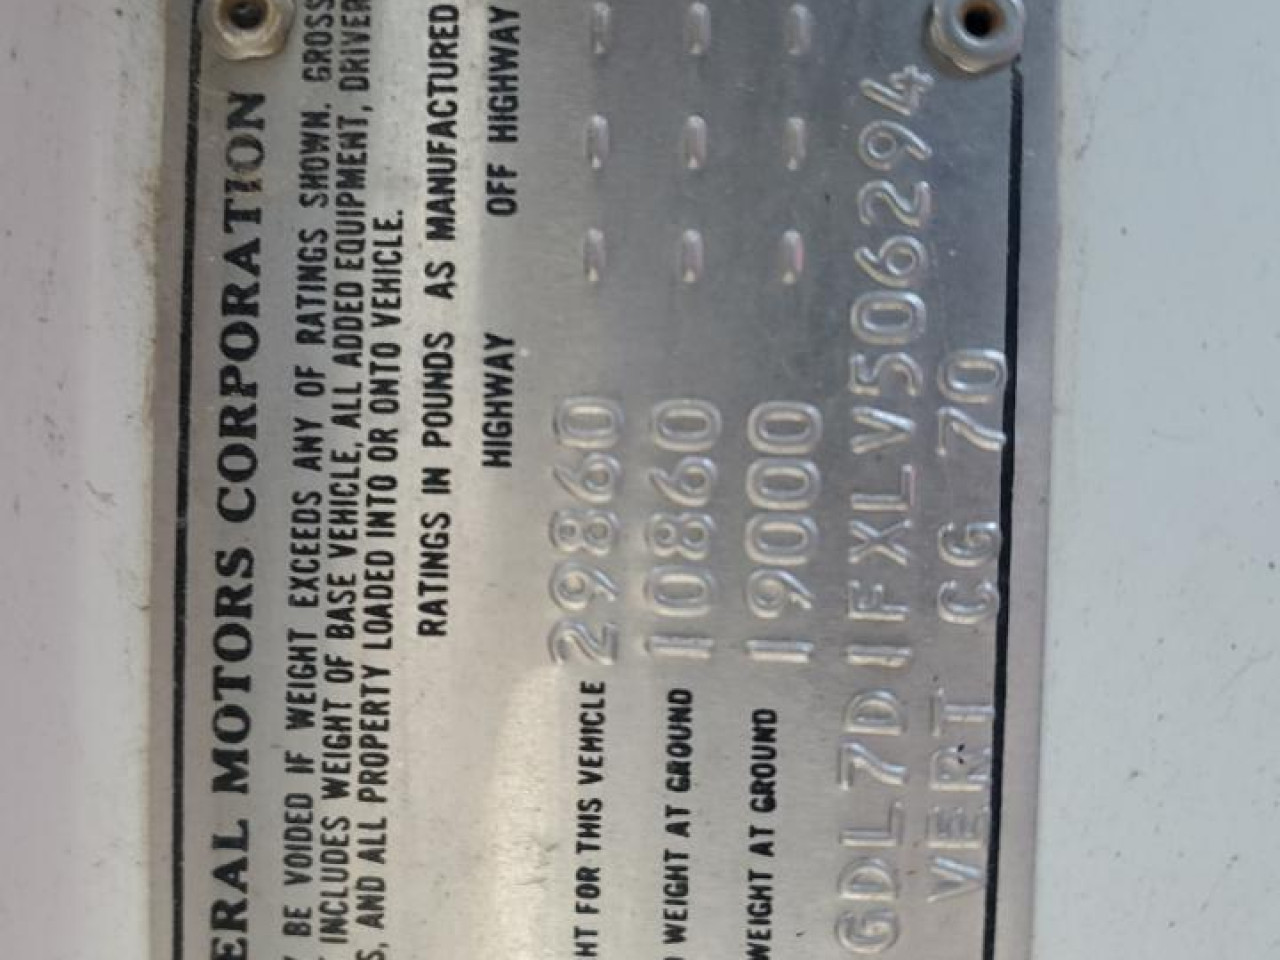 ERAL MOTORS CORPORATION
BE VOIDED IF WEIGHT EXCEEDS ANY OF RATINGS SHOWN. GROSS
INCLUDES WEIGHT OF BASE VEHICLE, ALL ADDED EQUIPMENT, DRIVER
S, AND ALL PROPERTY LOADED INTO OR ONTO VEHICLE.
RATINGS IN POUNDS AS MANUFACTURED
HIGHWAY OFF HIGHWAY
HT FOR THIS VEHICLE 29860 - - -
WEIGHT AT GROUND 10860 - - -
WEIGHT AT GROUND 19000 - - -
GDL7D1FXLV506294
VERT CG 70